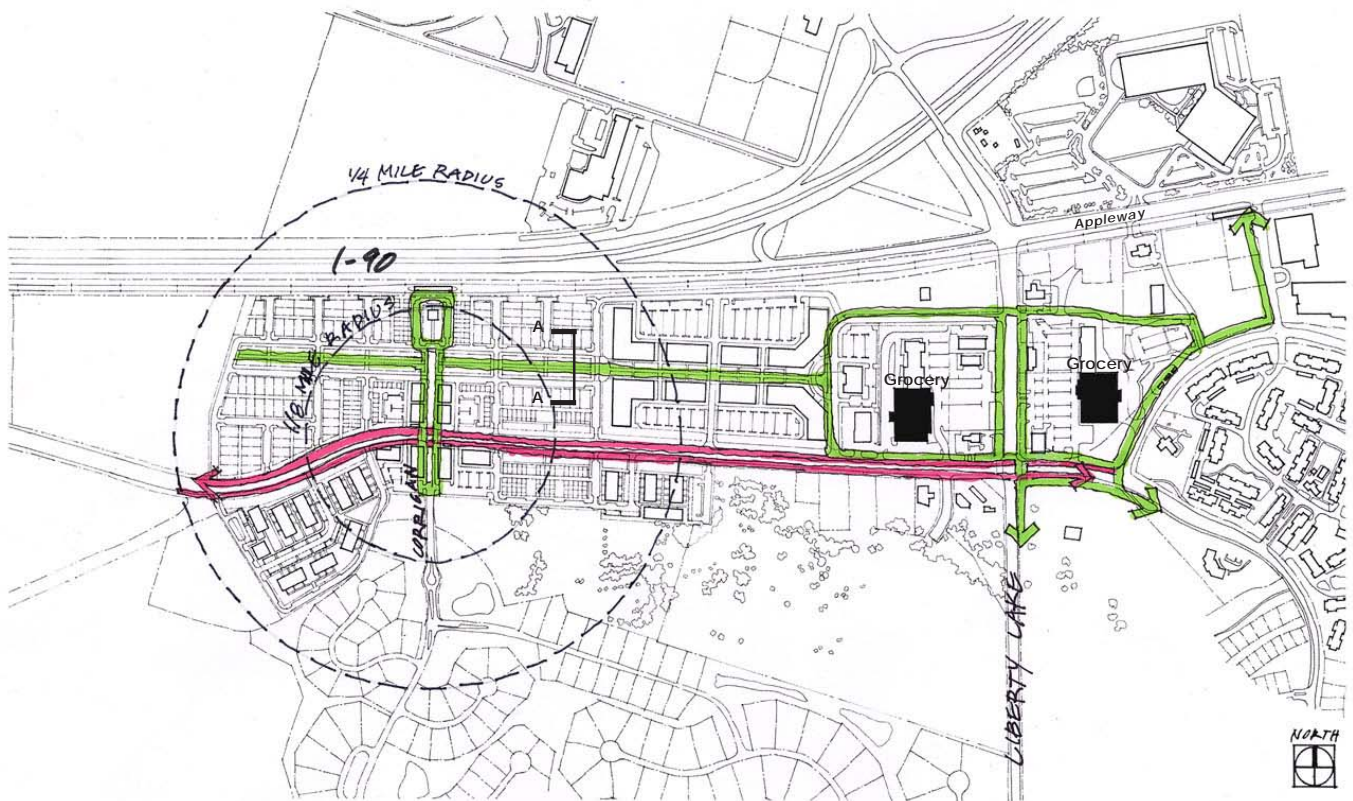 1/4 MILE RADIUS
Appleway
I-90
1/8 MILE RADIUS
A
A
Grocery
Grocery
CORRIGAN
LIBERTY LAKE
NORTH